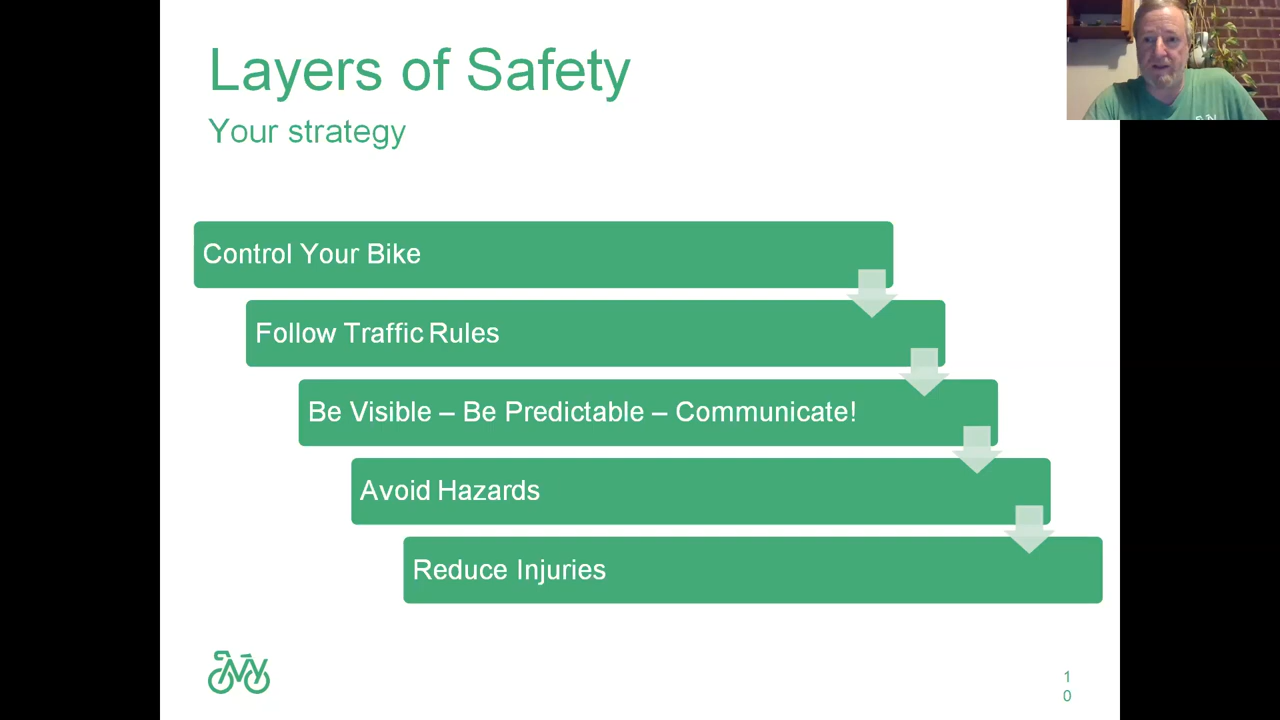 Layers of Safety
Your strategy
Control Your Bike
Follow Traffic Rules
Be Visible – Be Predictable – Communicate!
Avoid Hazards
Reduce Injuries
1
0